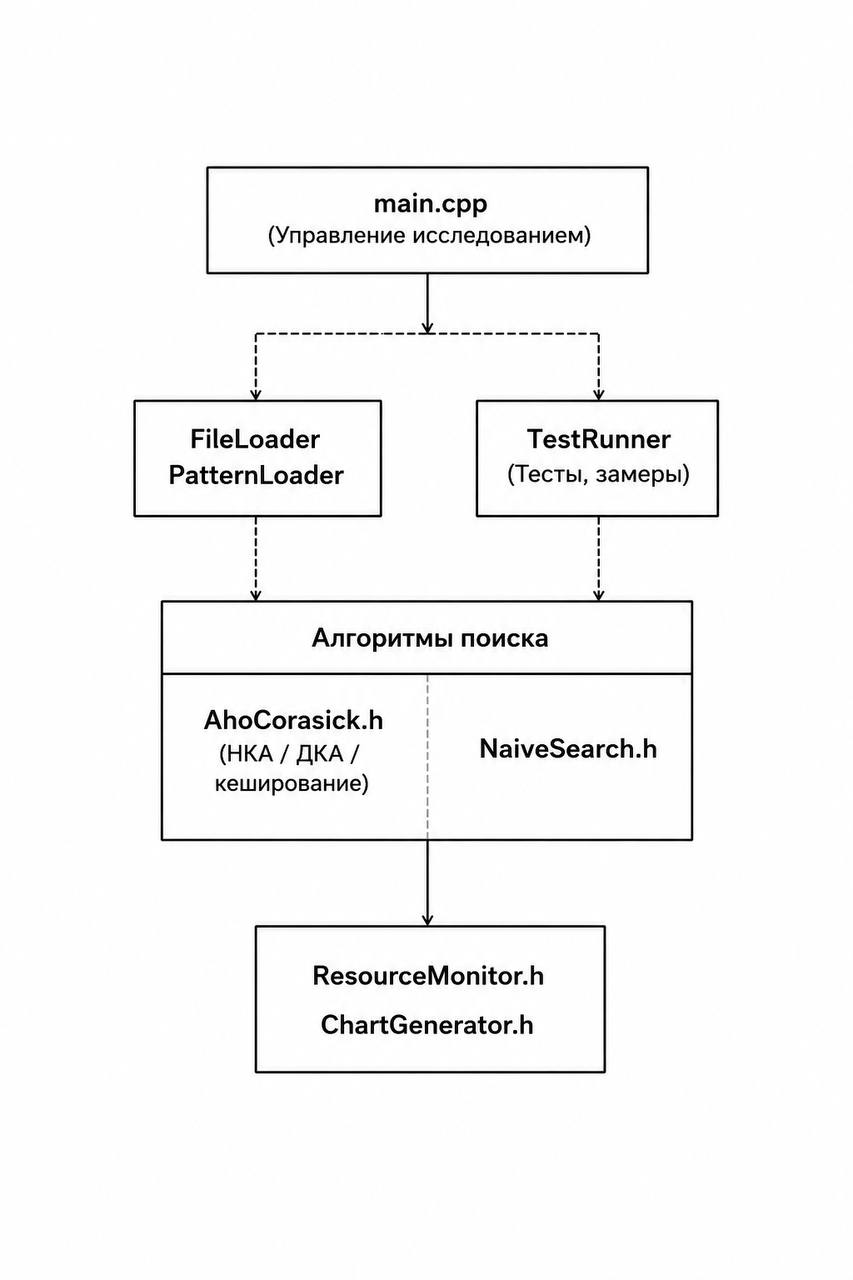 main.cpp
(Управление исследованием)
FileLoader
PatternLoader
TestRunner
(Тесты, замеры)
Алгоритмы поиска
AhoCorasick.h
(НКА / ДКА /
кеширование)
NaiveSearch.h
ResourceMonitor.h
ChartGenerator.h